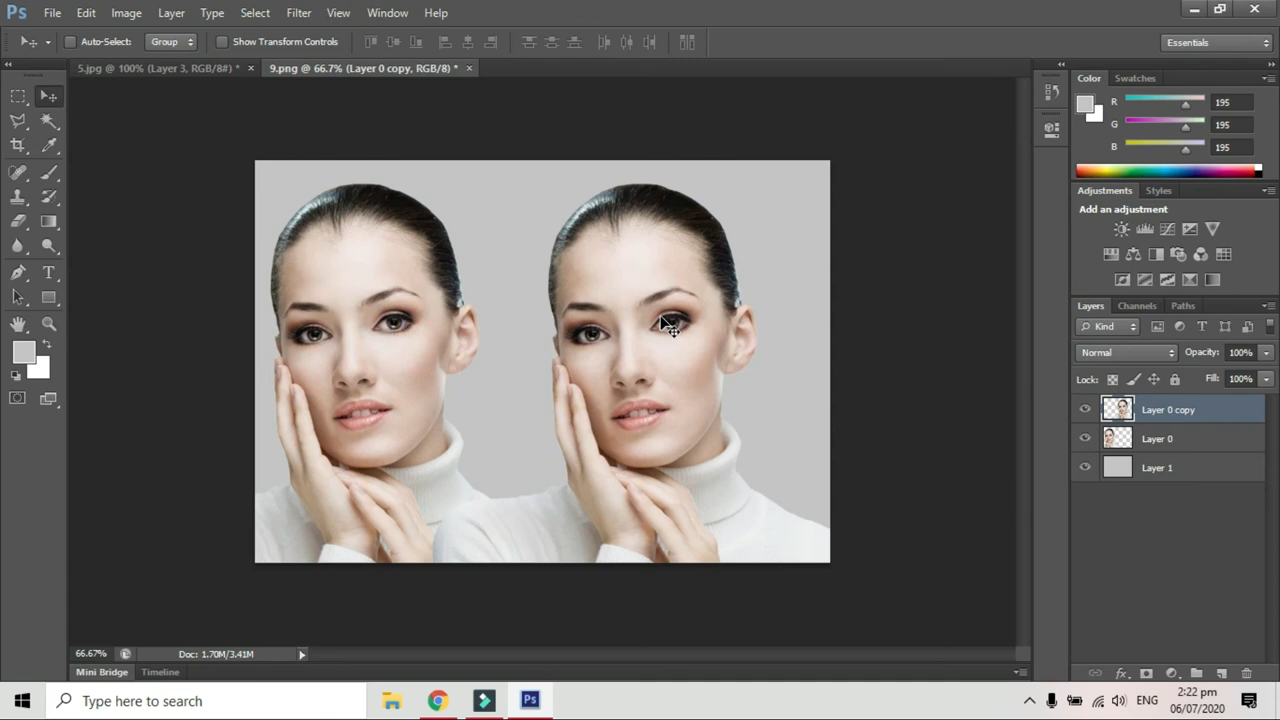 Ps File Edit Image Layer Type Select Filter View Window Help
Auto-Select: Group Show Transform Controls Essentials
5.jpg @ 100% (Layer 3, RGB/8#) * × 9.png @ 66.7% (Layer 0 copy, RGB/8) * ×
Color Swatches
R 195
G 195
B 195
Adjustments Styles
Add an adjustment
Layers Channels Paths
Kind
Normal Opacity: 100%
Lock: Fill: 100%
Layer 0 copy
Layer 0
Layer 1
66.67% Doc: 1.70M/3.41M
Mini Bridge Timeline
Type here to search Ps ENG 2:22 pm
06/07/2020